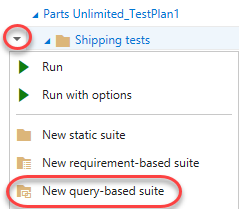 Parts Unlimited_TestPlan1
Shipping tests
Run
Run with options
New static suite
New requirement-based suite
New query-based suite